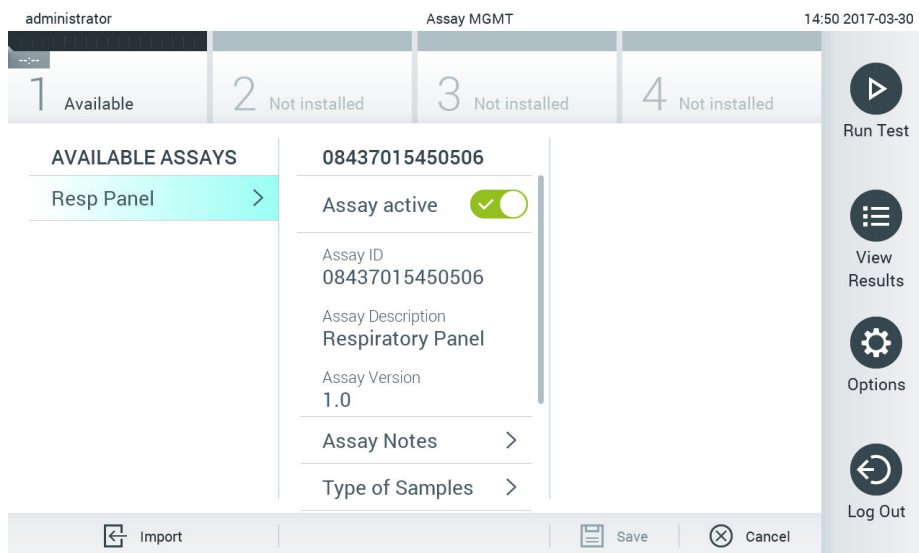 administrator
Assay MGMT
14:50 2017-03-30
--:--
1 Available
2 Not installed
3 Not installed
4 Not installed
AVAILABLE ASSAYS
Resp Panel
08437015450506
Assay active
Assay ID
08437015450506
Assay Description
Respiratory Panel
Assay Version
1.0
Assay Notes
Type of Samples
Import
Save
Cancel
Run Test
View
Results
Options
Log Out